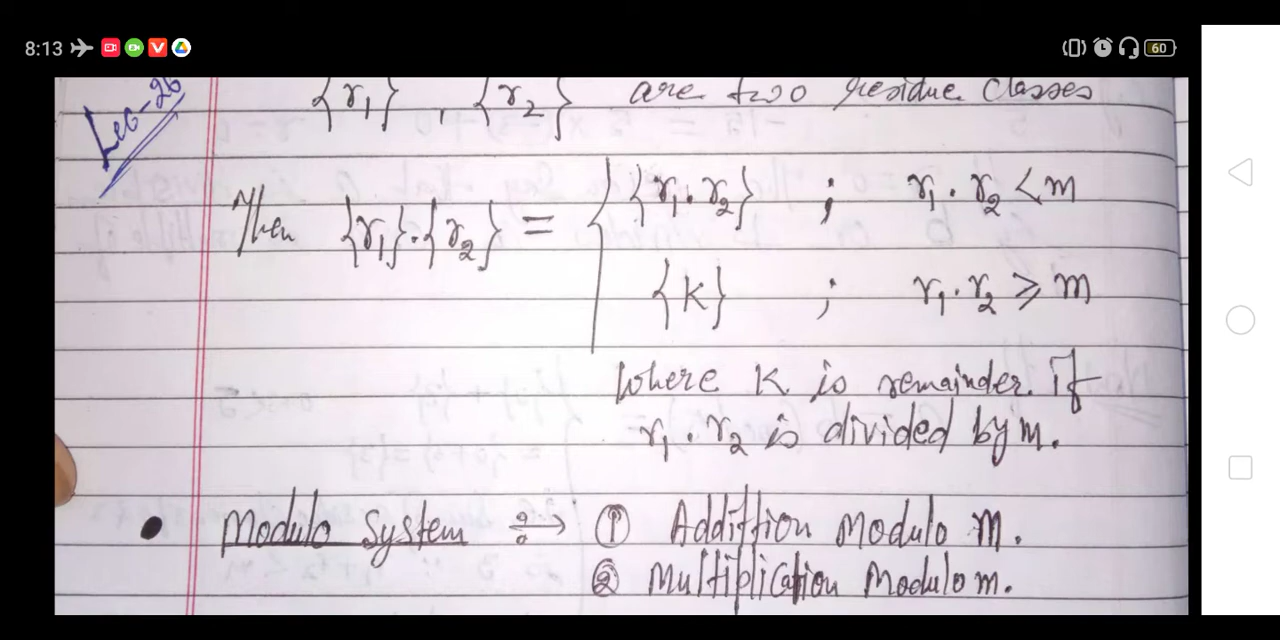 8:13
60
Lec-26
{r₁} , {r₂} are two residue classes
Then {r₁}.{r₂} = { {r₁.r₂} ; r₁.r₂ < m
{K} ; r₁.r₂ ⩾ m
Where K is remainder if
r₁.r₂ is divided by m.
• Modulo System ⇒ ① Addittion Modulo M.
② Multiplication Modulo m.